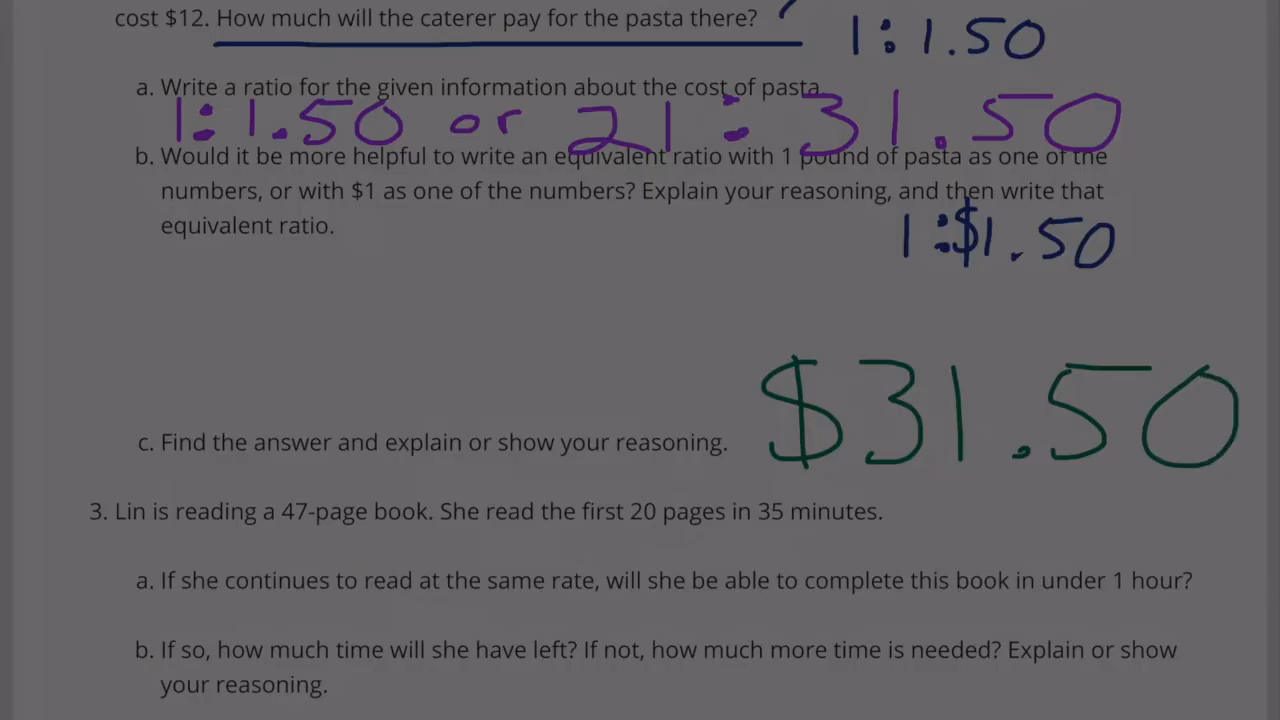 cost $12. How much will the caterer pay for the pasta there?
1:1.50
a. Write a ratio for the given information about the cost of pasta.
1:1.50 or 21:31.50
b. Would it be more helpful to write an equivalent ratio with 1 pound of pasta as one of the
numbers, or with $1 as one of the numbers? Explain your reasoning, and then write that
equivalent ratio.
1:$1.50
$31.50
c. Find the answer and explain or show your reasoning.
3. Lin is reading a 47-page book. She read the first 20 pages in 35 minutes.
a. If she continues to read at the same rate, will she be able to complete this book in under 1 hour?
b. If so, how much time will she have left? If not, how much more time is needed? Explain or show
your reasoning.